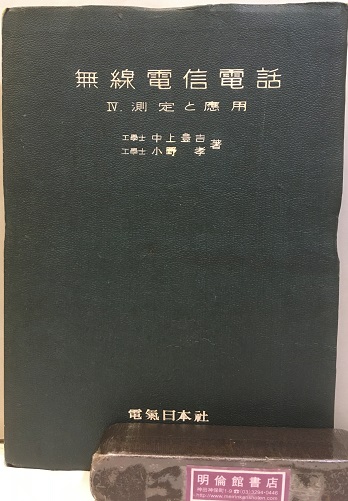 無線電信電話
Ⅳ. 測定と應用
工學士 中上豊吉
工學士 小野孝 著
電氣日本社
明倫館書店